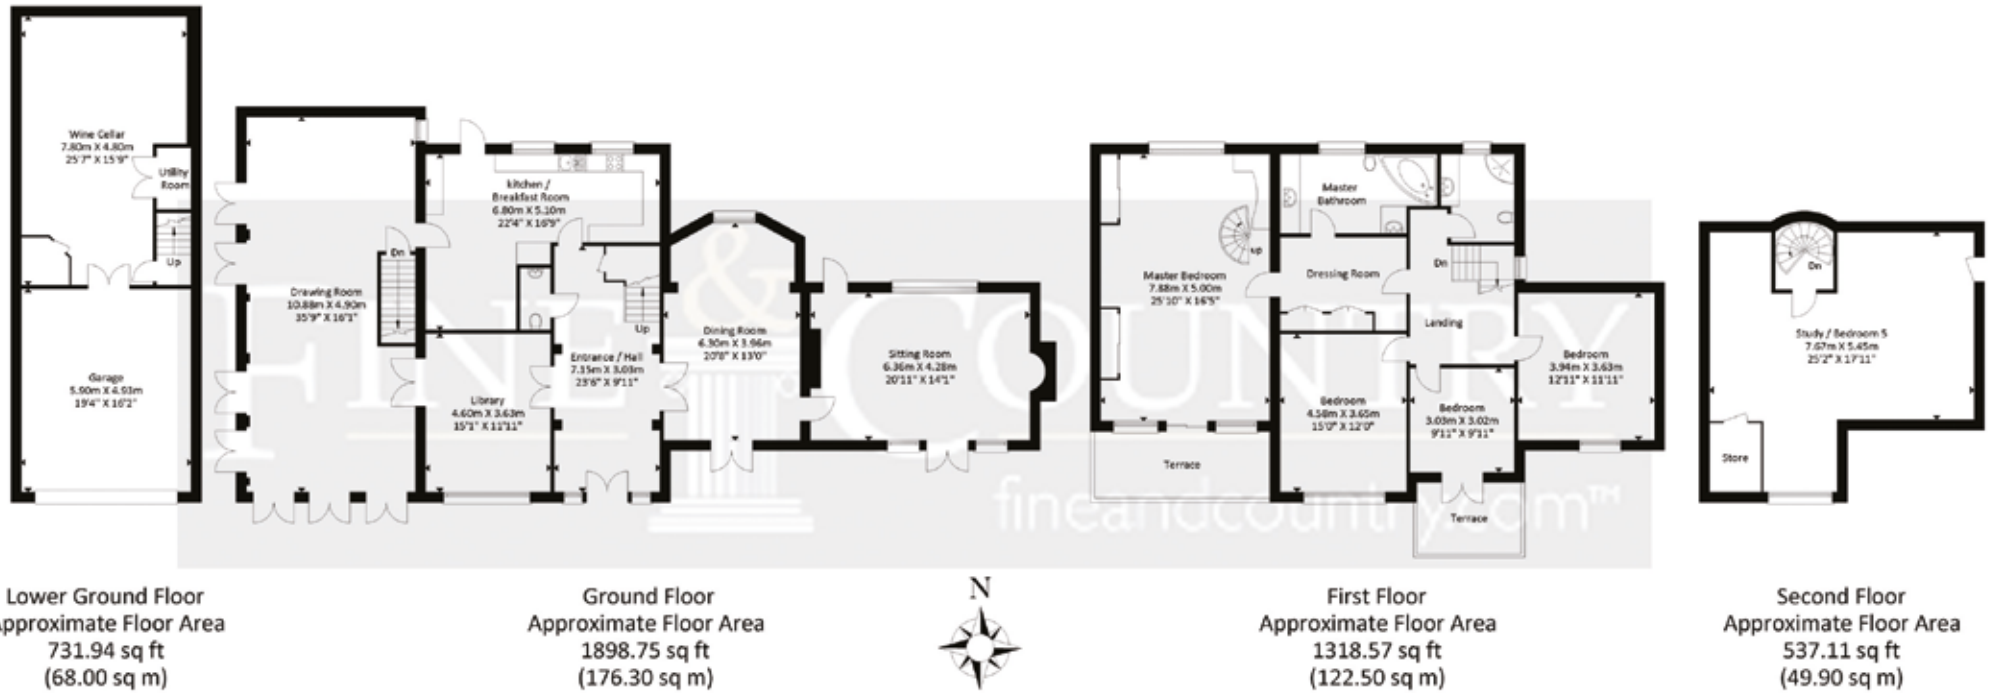 Wine Cellar
7.80m X 4.80m
25'7" X 15'9"
Utility
Room
Up
Garage
5.90m X 4.93m
19'4" X 16'2"
Lower Ground Floor
Approximate Floor Area
731.94 sq ft
(68.00 sq m)
kitchen /
Breakfast Room
6.80m X 5.10m
22'4" X 16'9"
Dn
Drawing Room
10.88m X 4.90m
35'9" X 16'1"
Up
Entrance / Hall
7.15m X 3.03m
23'6" X 9'11"
Library
4.60m X 3.63m
15'1" X 11'11"
Dining Room
6.30m X 3.96m
20'8" X 13'0"
Sitting Room
6.36m X 4.28m
20'11" X 14'1"
Ground Floor
Approximate Floor Area
1898.75 sq ft
(176.30 sq m)
N
Master
Bathroom
up
Master Bedroom
7.88m X 5.00m
25'10" X 16'5"
Dressing Room
Dn
Landing
Bedroom
3.94m X 3.63m
12'11" X 11'11"
Bedroom
4.58m X 3.65m
15'0" X 12'0"
Bedroom
3.03m X 3.02m
9'11" X 9'11"
Terrace
Terrace
First Floor
Approximate Floor Area
1318.57 sq ft
(122.50 sq m)
Dn
Study / Bedroom 5
7.67m X 5.45m
25'2" X 17'11"
Store
Second Floor
Approximate Floor Area
537.11 sq ft
(49.90 sq m)
FINE & COUNTRY
fineandcountry.com™